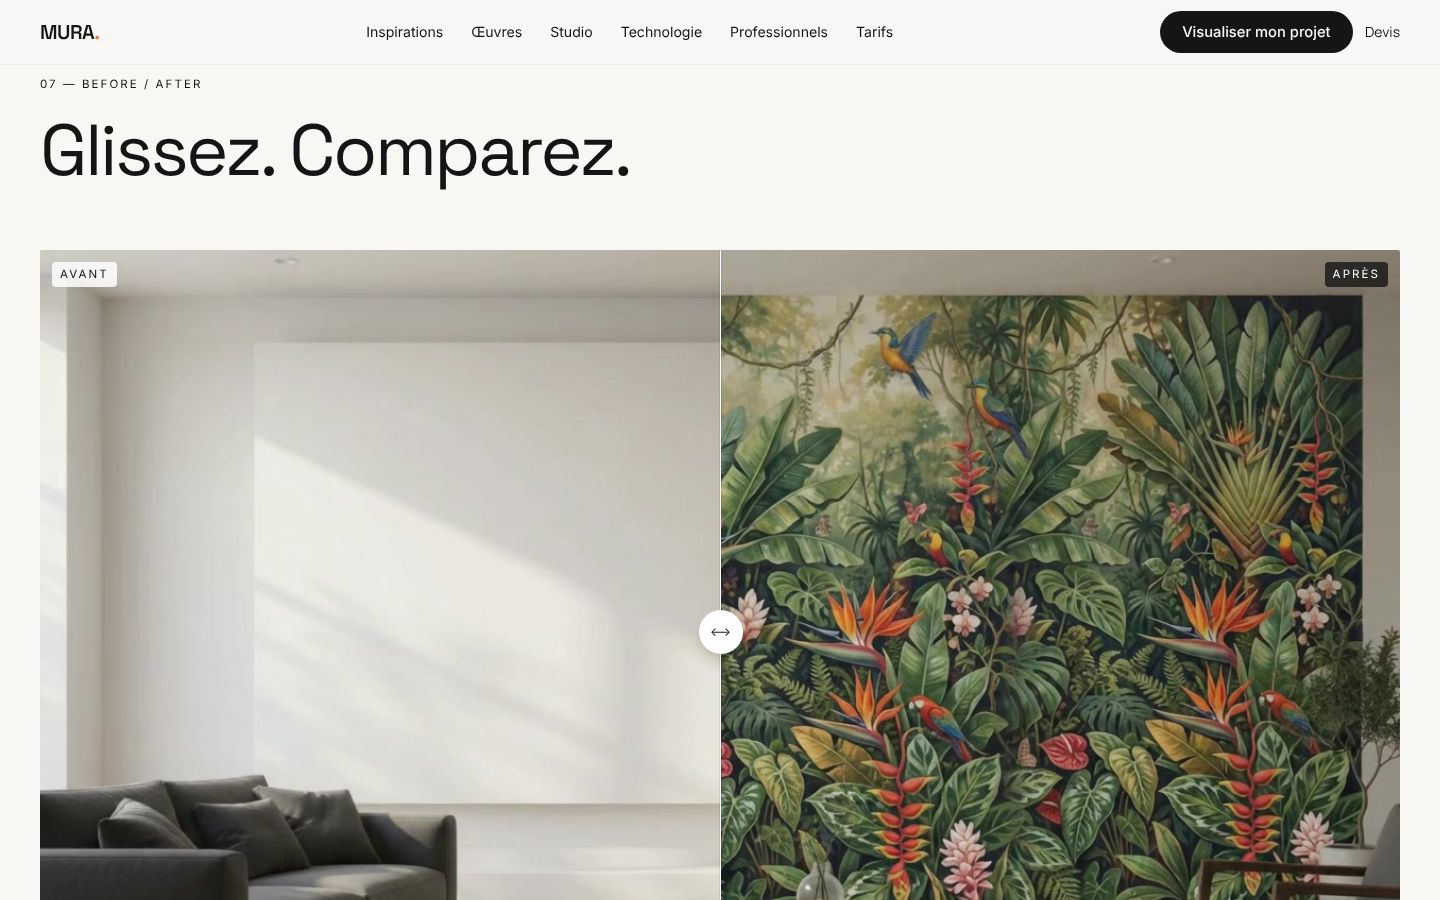 MURA.
Inspirations
Œuvres
Studio
Technologie
Professionnels
Tarifs
Visualiser mon projet
Devis
07 — BEFORE / AFTER
Glissez. Comparez.
AVANT
APRÈS